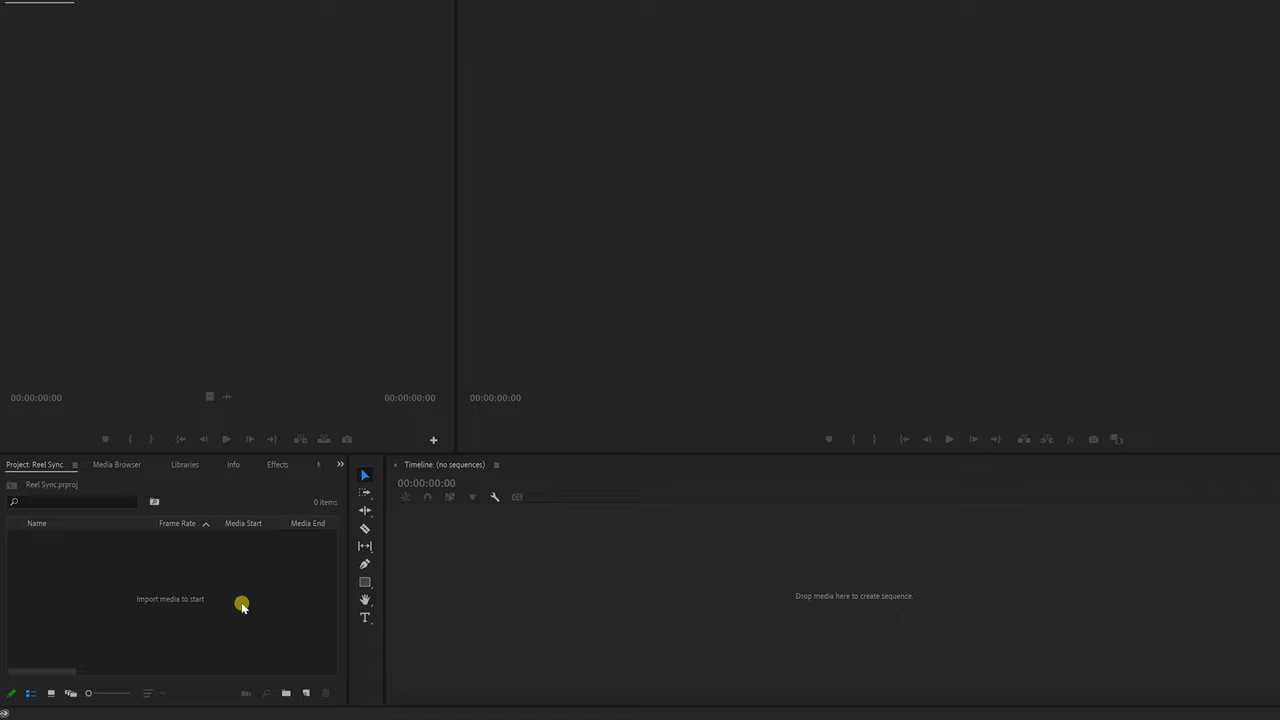 00:00:00:00
00:00:00:00
00:00:00:00
Project: Reel Sync
Media Browser
Libraries
Info
Effects
Timeline: (no sequences)
Reel Sync.prproj
00:00:00:00
0 items
Name
Frame Rate
Media Start
Media End
Import media to start
Drop media here to create sequence.